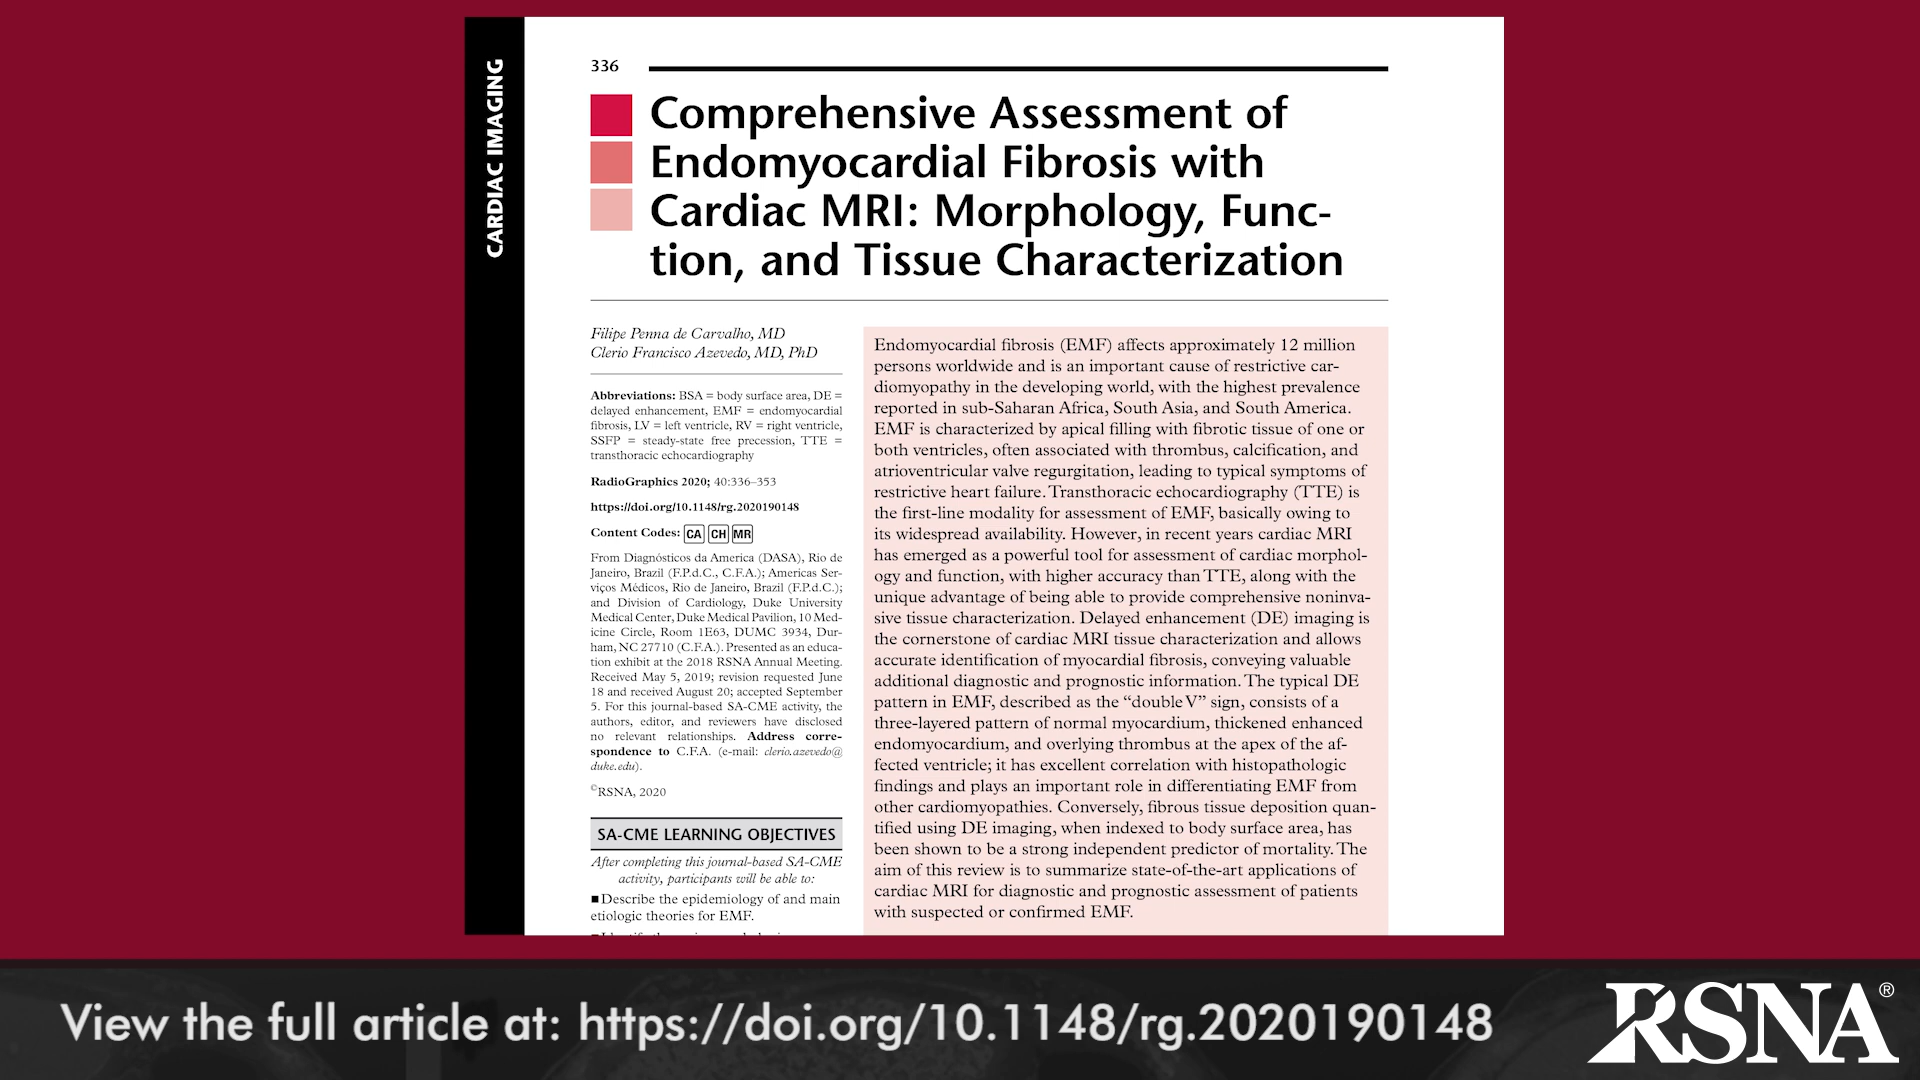 CARDIAC IMAGING
336
Comprehensive Assessment of
Endomyocardial Fibrosis with
Cardiac MRI: Morphology, Func-
tion, and Tissue Characterization
Filipe Penna de Carvalho, MD
Clerio Francisco Azevedo, MD, PhD
Abbreviations: BSA = body surface area, DE =
delayed enhancement, EMF = endomyocardial
fibrosis, LV = left ventricle, RV = right ventricle,
SSFP = steady-state free precession, TTE =
transthoracic echocardiography
RadioGraphics 2020; 40:336–353
https://doi.org/10.1148/rg.2020190148
Content Codes: CA CH MR
From Diagnósticos da America (DASA), Rio de
Janeiro, Brazil (F.P.d.C., C.F.A.); Americas Ser-
viços Médicos, Rio de Janeiro, Brazil (F.P.d.C.);
and Division of Cardiology, Duke University
Medical Center, Duke Medical Pavilion, 10 Med-
icine Circle, Room 1E63, DUMC 3934, Dur-
ham, NC 27710 (C.F.A.). Presented as an educa-
tion exhibit at the 2018 RSNA Annual Meeting.
Received May 5, 2019; revision requested June
18 and received August 20; accepted September
5. For this journal-based SA-CME activity, the
authors, editor, and reviewers have disclosed
no relevant relationships. Address corre-
spondence to C.F.A. (e-mail: clerio.azevedo@
duke.edu).
©RSNA, 2020
SA-CME LEARNING OBJECTIVES
After completing this journal-based SA-CME
activity, participants will be able to:
■Describe the epidemiology of and main
etiologic theories for EMF.
Endomyocardial fibrosis (EMF) affects approximately 12 million
persons worldwide and is an important cause of restrictive car-
diomyopathy in the developing world, with the highest prevalence
reported in sub-Saharan Africa, South Asia, and South America.
EMF is characterized by apical filling with fibrotic tissue of one or
both ventricles, often associated with thrombus, calcification, and
atrioventricular valve regurgitation, leading to typical symptoms of
restrictive heart failure. Transthoracic echocardiography (TTE) is
the first-line modality for assessment of EMF, basically owing to
its widespread availability. However, in recent years cardiac MRI
has emerged as a powerful tool for assessment of cardiac morphol-
ogy and function, with higher accuracy than TTE, along with the
unique advantage of being able to provide comprehensive noninva-
sive tissue characterization. Delayed enhancement (DE) imaging is
the cornerstone of cardiac MRI tissue characterization and allows
accurate identification of myocardial fibrosis, conveying valuable
additional diagnostic and prognostic information. The typical DE
pattern in EMF, described as the “double V” sign, consists of a
three-layered pattern of normal myocardium, thickened enhanced
endomyocardium, and overlying thrombus at the apex of the af-
fected ventricle; it has excellent correlation with histopathologic
findings and plays an important role in differentiating EMF from
other cardiomyopathies. Conversely, fibrous tissue deposition quan-
tified using DE imaging, when indexed to body surface area, has
been shown to be a strong independent predictor of mortality. The
aim of this review is to summarize state-of-the-art applications of
cardiac MRI for diagnostic and prognostic assessment of patients
with suspected or confirmed EMF.
View the full article at: https://doi.org/10.1148/rg.2020190148
RSNA®